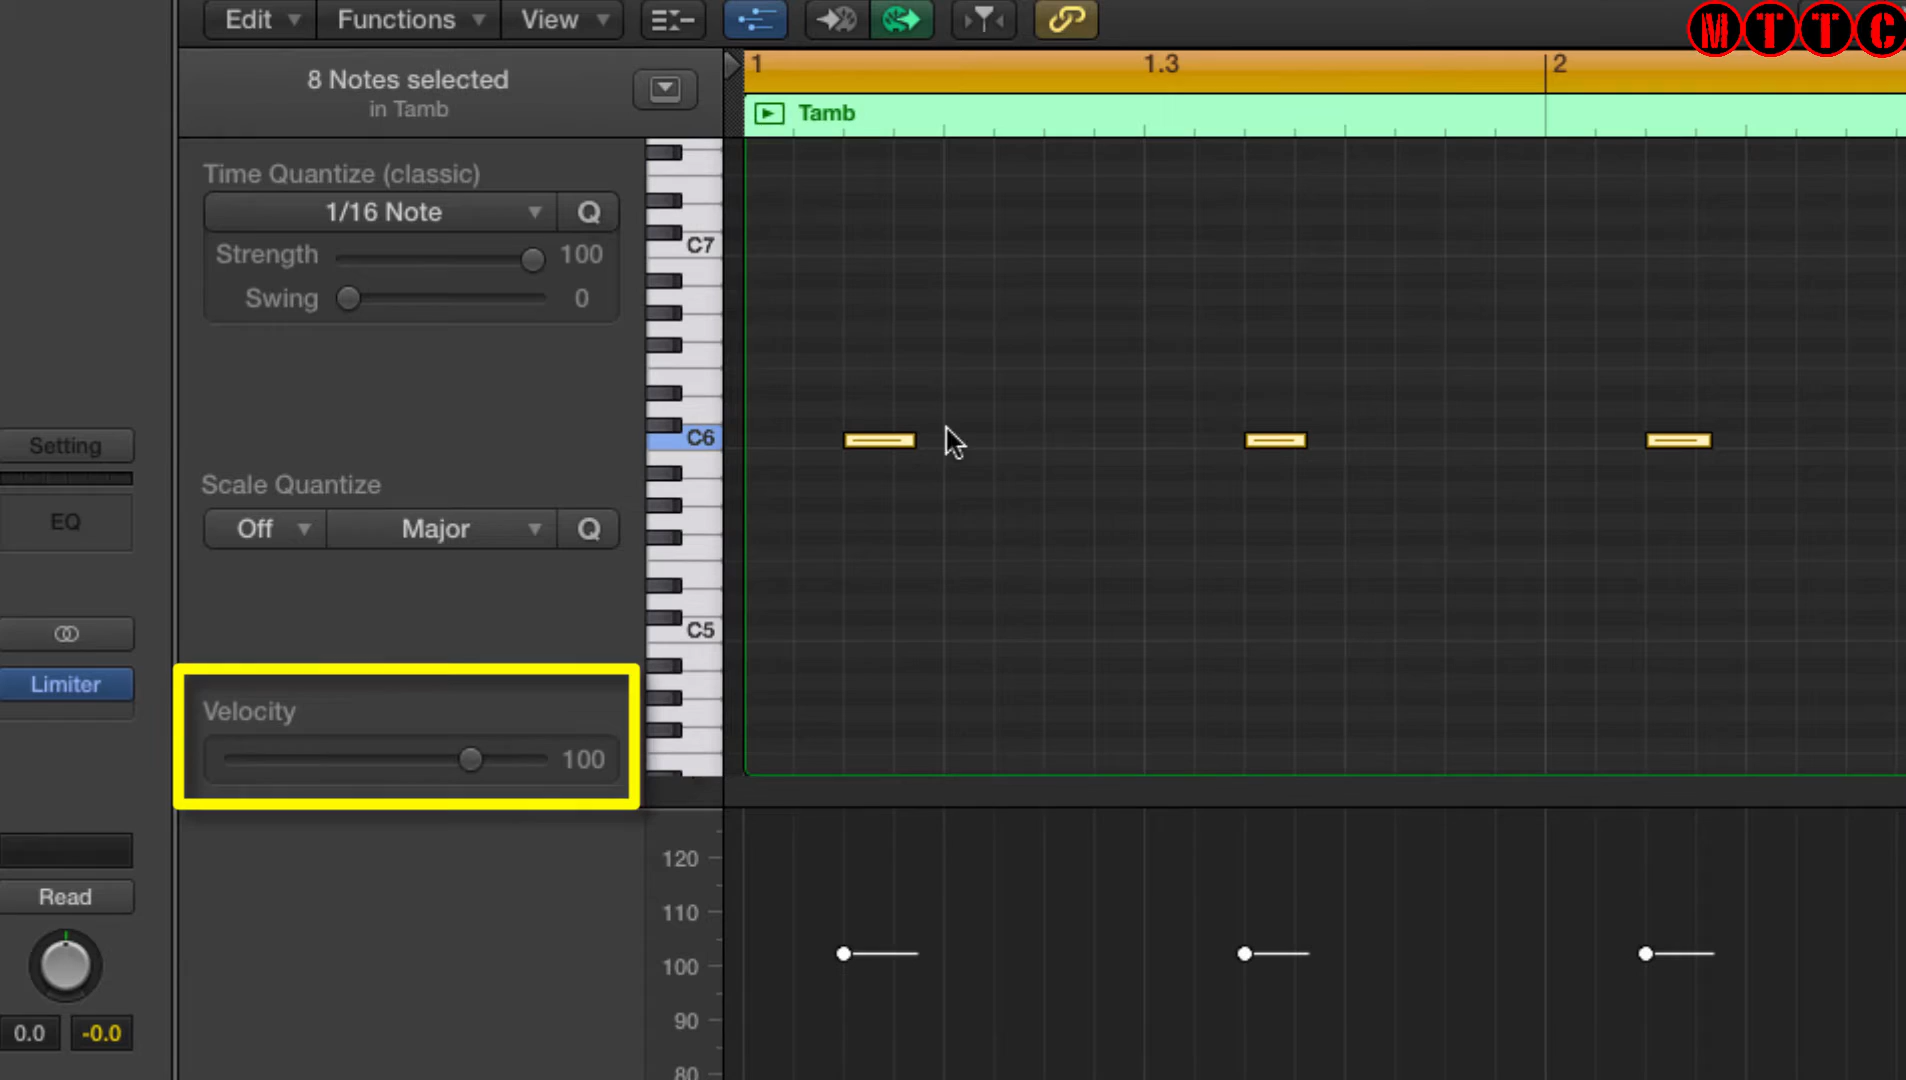 Edit Functions View
MTTC
8 Notes selected
in Tamb
1 1.3 2
Tamb
Time Quantize (classic)
1/16 Note Q
Strength 100
Swing 0
C7
Setting
C6
Scale Quantize
EQ
Off Major Q
C5
Limiter
Velocity
100
120
Read
110
100
0.0 -0.0
90
80